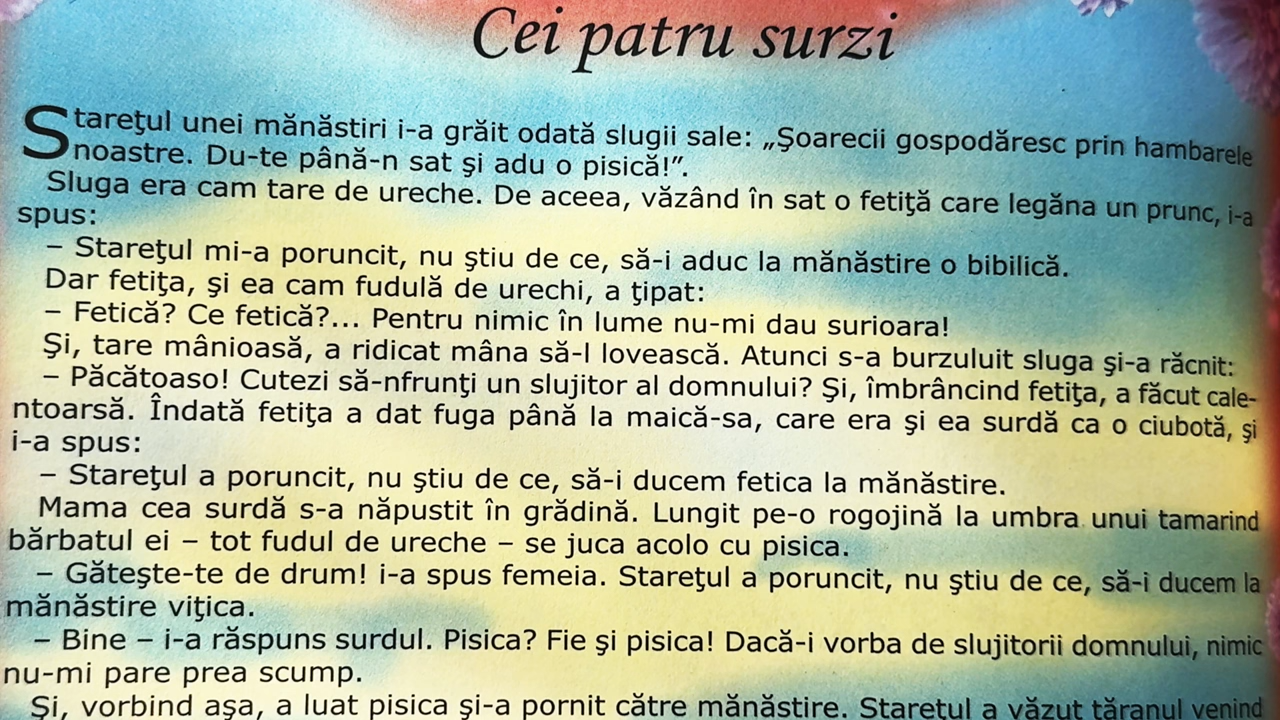 Cei patru surzi
Stareţul unei mănăstiri i-a grăit odată slugii sale: „Şoarecii gospodăresc prin hambarele
noastre. Du-te până-n sat şi adu o pisică!”.
Sluga era cam tare de ureche. De aceea, văzând în sat o fetiţă care legăna un prunc, i-a
spus:
– Stareţul mi-a poruncit, nu ştiu de ce, să-i aduc la mănăstire o bibilică.
Dar fetiţa, şi ea cam fudulă de urechi, a ţipat:
– Fetică? Ce fetică?... Pentru nimic în lume nu-mi dau surioara!
Şi, tare mânioasă, a ridicat mâna să-l lovească. Atunci s-a burzuluit sluga şi-a răcnit:
– Păcătoaso! Cutezi să-nfrunţi un slujitor al domnului? Şi, îmbrâncind fetiţa, a făcut cale-
ntoarsă. Îndată fetiţa a dat fuga până la maică-sa, care era şi ea surdă ca o ciubotă, şi
i-a spus:
– Stareţul a poruncit, nu ştiu de ce, să-i ducem fetica la mănăstire.
Mama cea surdă s-a năpustit în grădină. Lungit pe-o rogojină la umbra unui tamarind
bărbatul ei – tot fudul de ureche – se juca acolo cu pisica.
– Găteşte-te de drum! i-a spus femeia. Stareţul a poruncit, nu ştiu de ce, să-i ducem la
mănăstire viţica.
– Bine – i-a răspuns surdul. Pisica? Fie şi pisica! Dacă-i vorba de slujitorii domnului, nimic
nu-mi pare prea scump.
Şi, vorbind aşa, a luat pisica şi-a pornit către mănăstire. Stareţul a văzut ţăranul venind